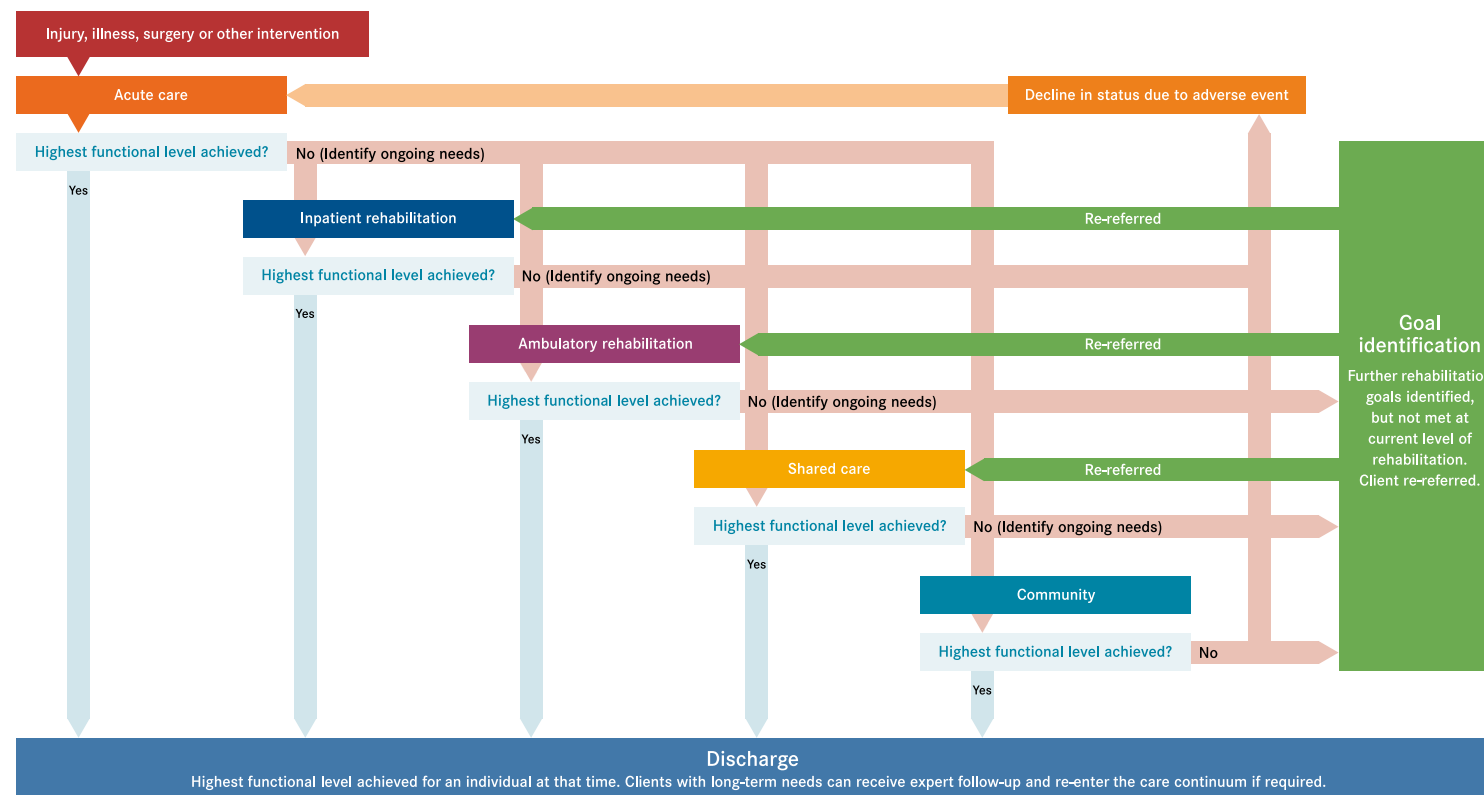 Injury, illness, surgery or other intervention
Acute care
Decline in status due to adverse event
Highest functional level achieved?
No (Identify ongoing needs)
Yes
Inpatient rehabilitation
Re-referred
Highest functional level achieved?
No (Identify ongoing needs)
Yes
Ambulatory rehabilitation
Re-referred
Highest functional level achieved?
No (Identify ongoing needs)
Yes
Shared care
Re-referred
Highest functional level achieved?
No (Identify ongoing needs)
Yes
Community
Highest functional level achieved?
No
Yes
Goal
identification
Further rehabilitatio
goals identified,
but not met at
current level of
rehabilitation.
Client re-referred.
Discharge
Highest functional level achieved for an individual at that time. Clients with long-term needs can receive expert follow-up and re-enter the care continuum if required.